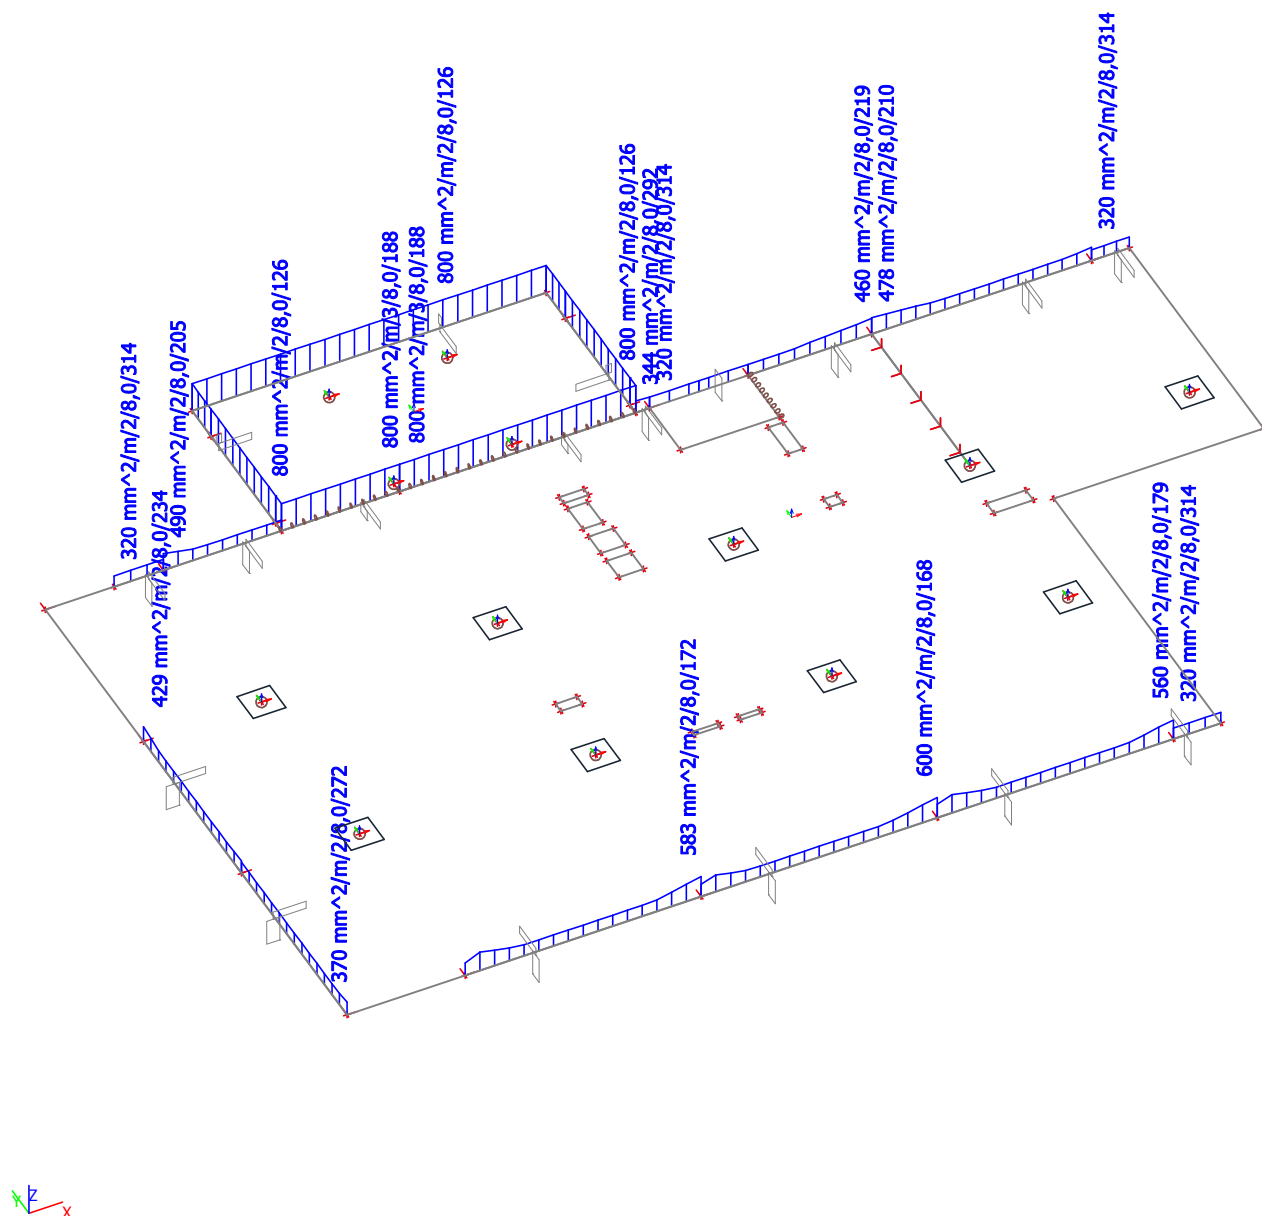 320 mm^2/m/2/8,0/314
800 mm^2/m/2/8,0/126
460 mm^2/m/2/8,0/219
478 mm^2/m/2/8,0/210
800 mm^2/m/2/8,0/126
344 mm^2/m/2/8,0/292
320 mm^2/m/2/8,0/314
800 mm^2/m/3/8,0/188
800 mm^2/m/3/8,0/188
800 mm^2/m/2/8,0/126
490 mm^2/m/2/8,0/205
320 mm^2/m/2/8,0/314
429 mm^2/m/2/8,0/234
560 mm^2/m/2/8,0/179
320 mm^2/m/2/8,0/314
600 mm^2/m/2/8,0/168
583 mm^2/m/2/8,0/172
370 mm^2/m/2/8,0/272
Y Z X